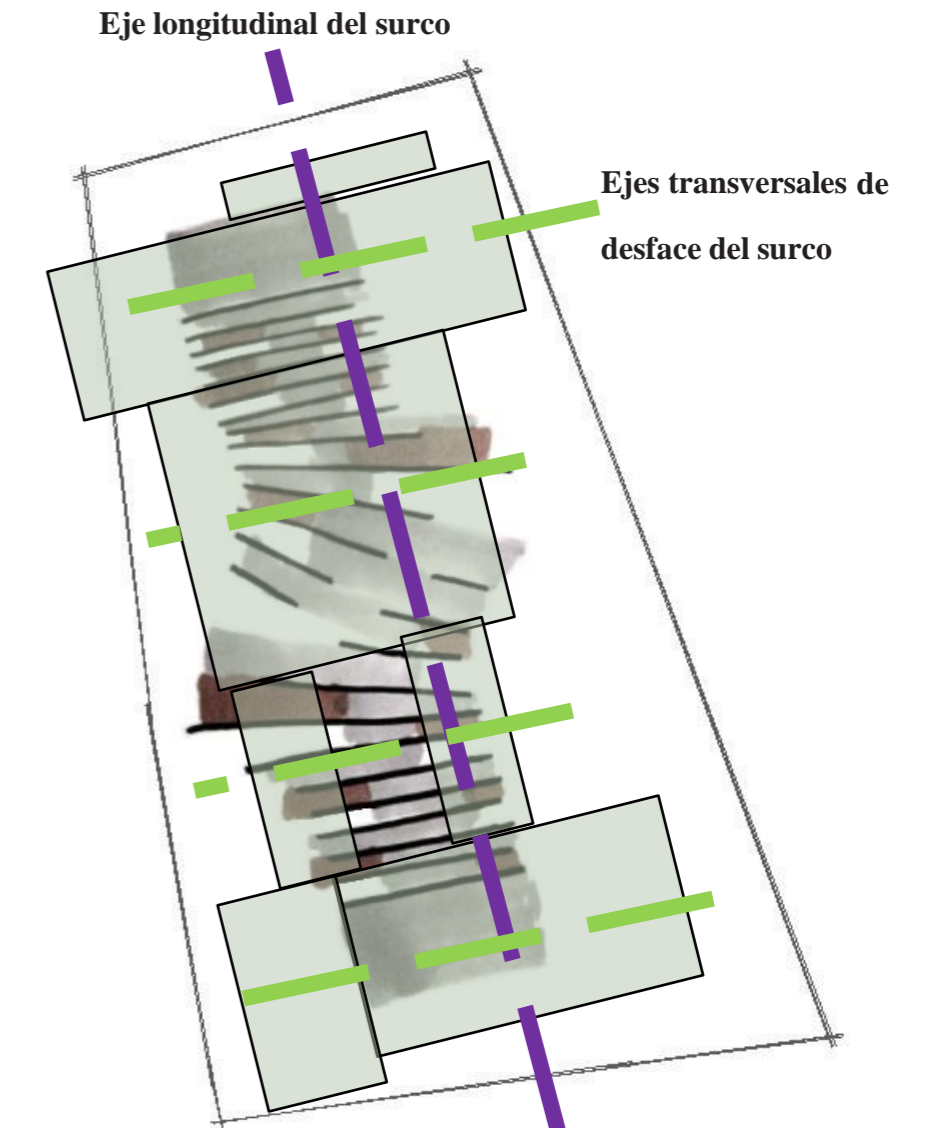 Eje longitudinal del surco
Ejes transversales de
desface del surco